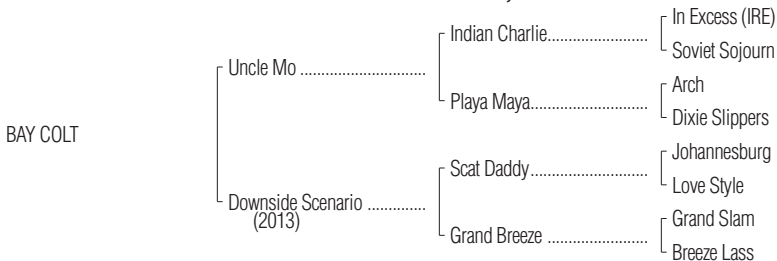 In Excess (IRE)
Indian Charlie........................
Soviet Sojourn
Uncle Mo ..............................
Arch
Playa Maya............................
Dixie Slippers
BAY COLT
Johannesburg
Scat Daddy............................
Love Style
Downside Scenario ..............
(2013)
Grand Slam
Grand Breeze ........................
Breeze Lass